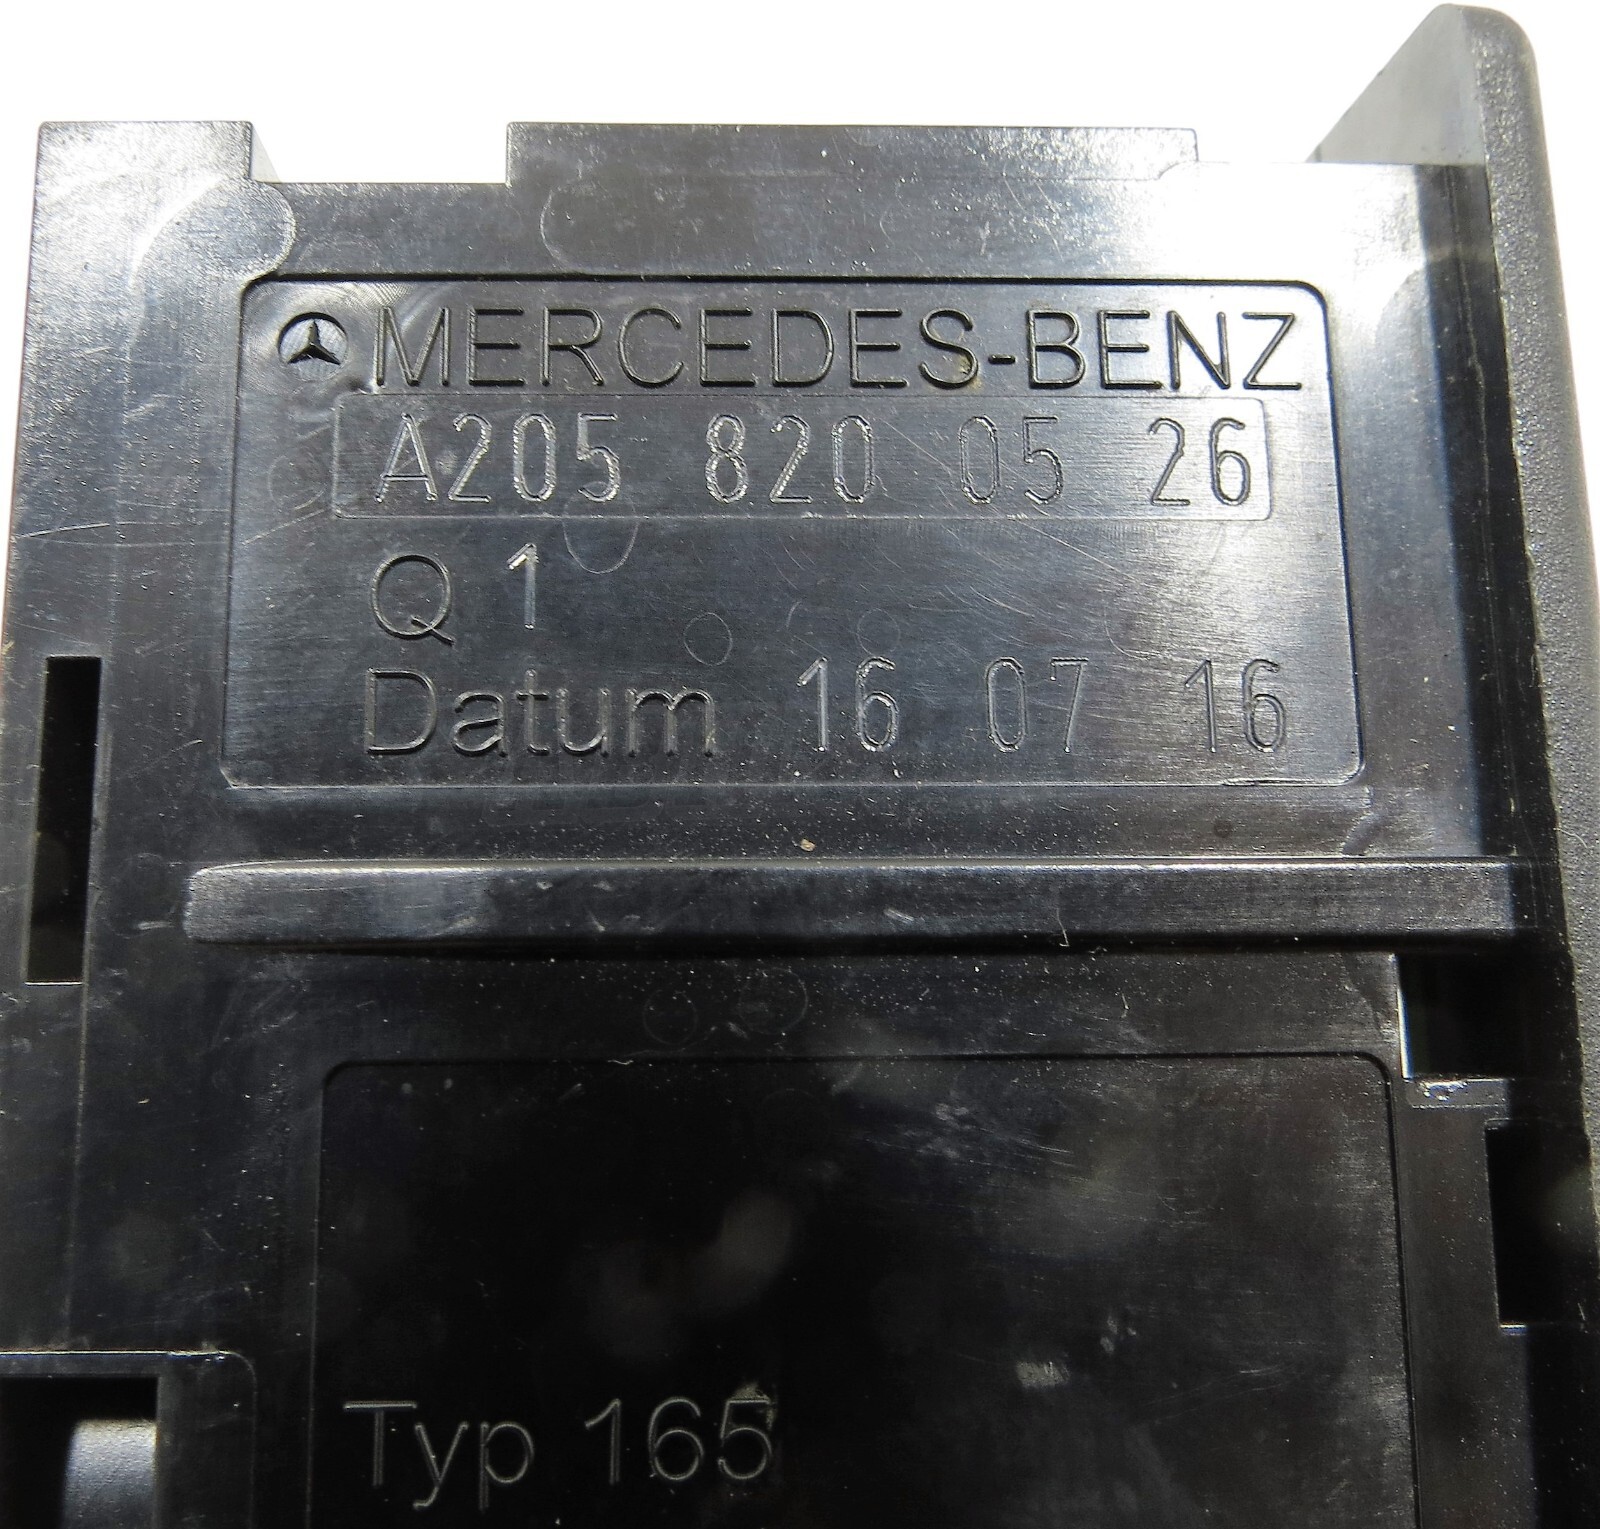 MERCEDES-BENZ
A205 820 05 26
Q 1
Datum 16 07 16
Typ 165